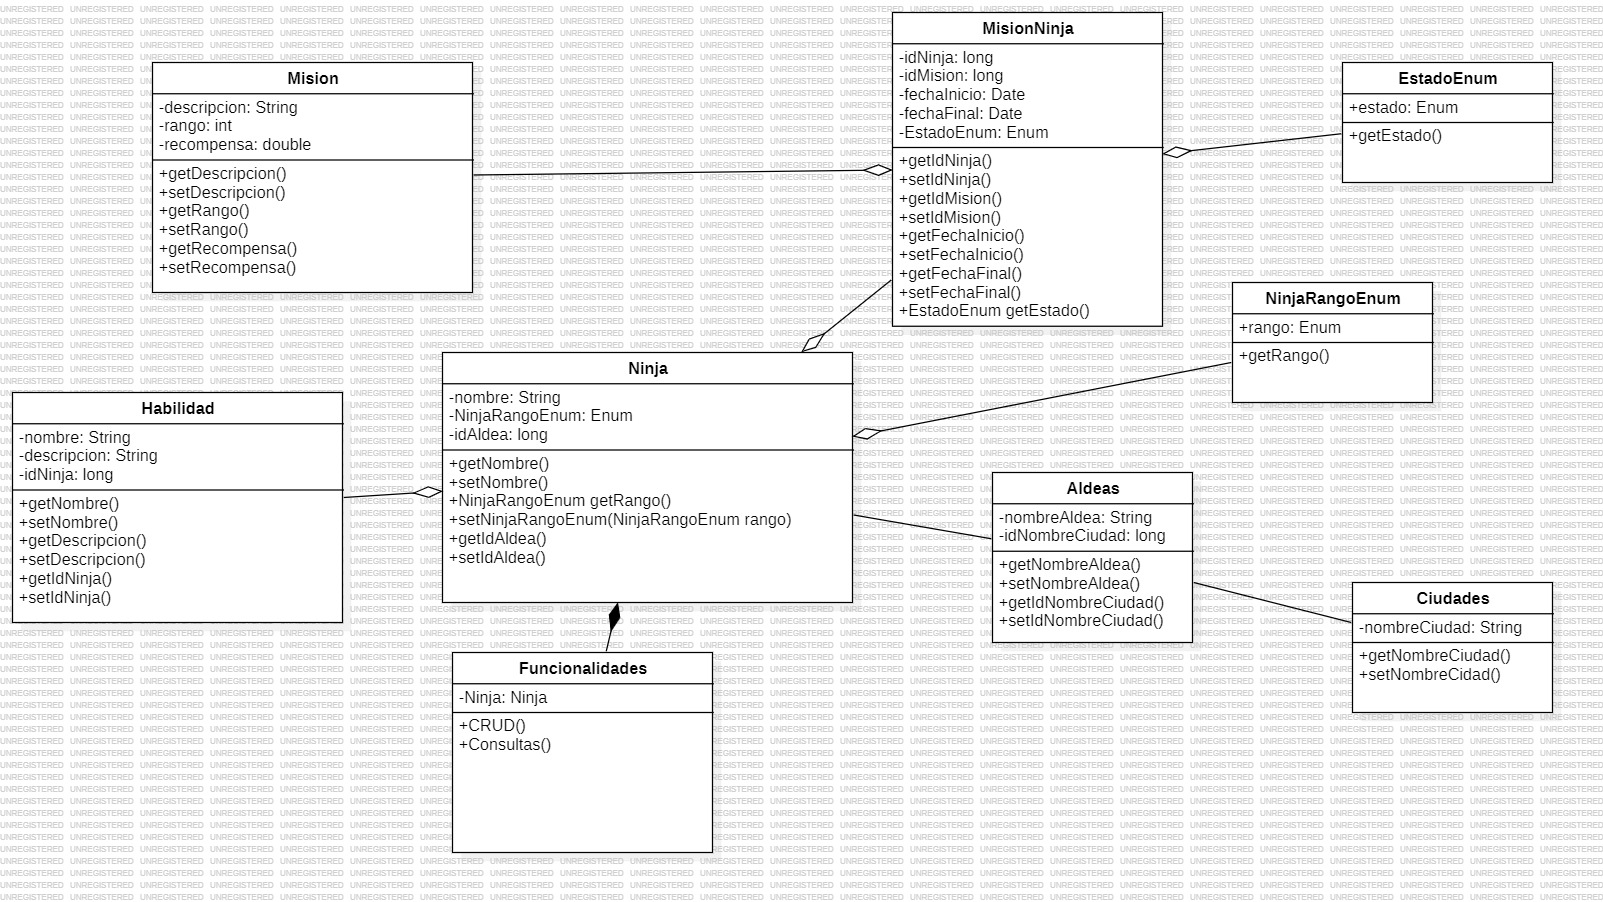 Mision
-descripcion: String
-rango: int
-recompensa: double
+getDescripcion()
+setDescripcion()
+getRango()
+setRango()
+getRecompensa()
+setRecompensa()
MisionNinja
-idNinja: long
-idMision: long
-fechaInicio: Date
-fechaFinal: Date
-EstadoEnum: Enum
+getIdNinja()
+setIdNinja()
+getIdMision()
+setIdMision()
+getFechaInicio()
+setFechaInicio()
+getFechaFinal()
+setFechaFinal()
+EstadoEnum getEstado()
EstadoEnum
+estado: Enum
+getEstado()
NinjaRangoEnum
+rango: Enum
+getRango()
Habilidad
-nombre: String
-descripcion: String
-idNinja: long
+getNombre()
+setNombre()
+getDescripcion()
+setDescripcion()
+getIdNinja()
+setIdNinja()
Ninja
-nombre: String
-NinjaRangoEnum: Enum
-idAldea: long
+getNombre()
+setNombre()
+NinjaRangoEnum getRango()
+setNinjaRangoEnum(NinjaRangoEnum rango)
+getIdAldea()
+setIdAldea()
Aldeas
-nombreAldea: String
-idNombreCiudad: long
+getNombreAldea()
+setNombreAldea()
+getIdNombreCiudad()
+setIdNombreCiudad()
Ciudades
-nombreCiudad: String
+getNombreCiudad()
+setNombreCidad()
Funcionalidades
-Ninja: Ninja
+CRUD()
+Consultas()
UNREGISTERED